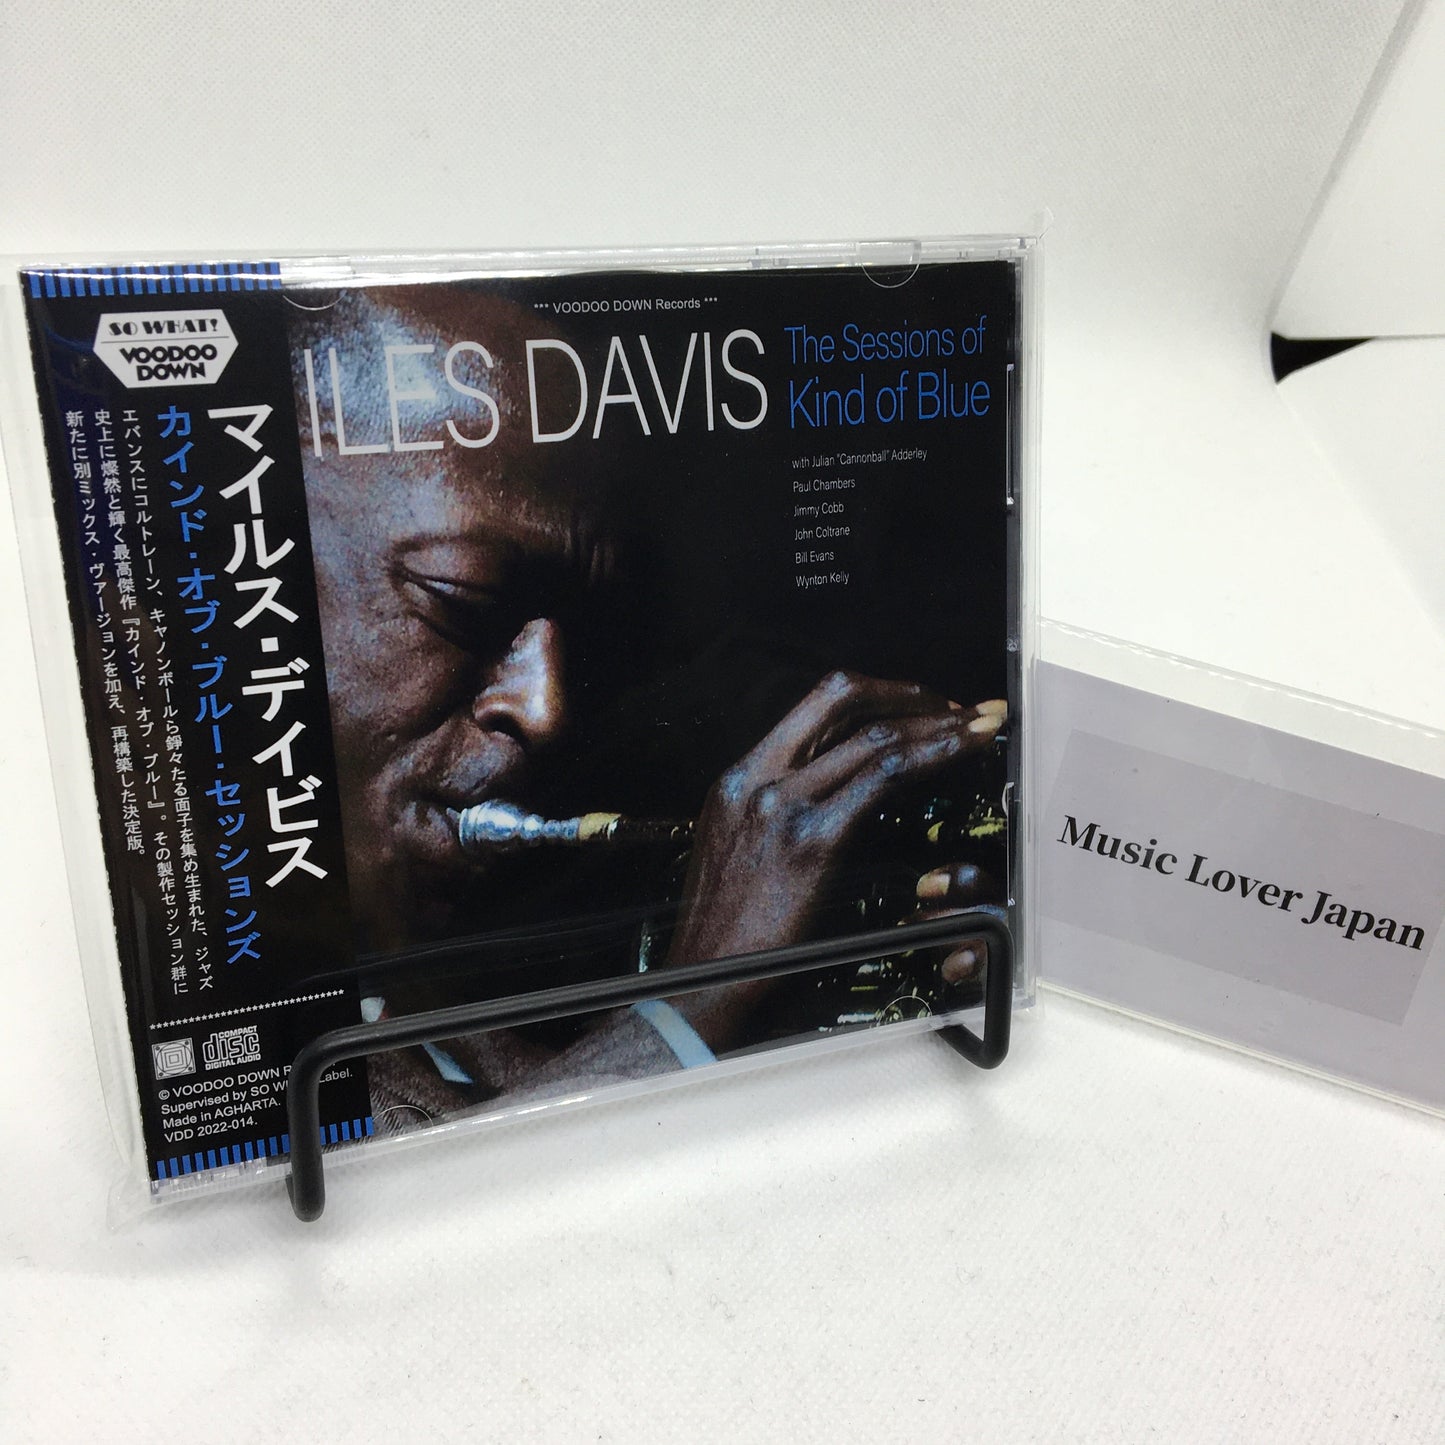 SO WHAT!
VOODOO
DOWN
マイルス・デイビス
カインド・オブ・ブルー・セッションズ
エバンスにコルトレーン、キャノンボールら錚々たる面子を集め生まれた、ジャズ
史上に燦然と輝く最高傑作『カインド・オブ・ブルー』。その製作セッション群に
新たに別ミックス・ヴァージョンを加え、再構築した決定版。
COMPACT
disc
DIGITAL AUDIO
© VOODOO DOWN R Label.
Supervised by SO W
Made in AGHARTA.
VDD 2022-014.
*** VOODOO DOWN Records ***
ILES DAVIS
The Sessions of
Kind of Blue
with Julian "Cannonball" Adderley
Paul Chambers
Jimmy Cobb
John Coltrane
Bill Evans
Wynton Kelly
Music Lover Japan